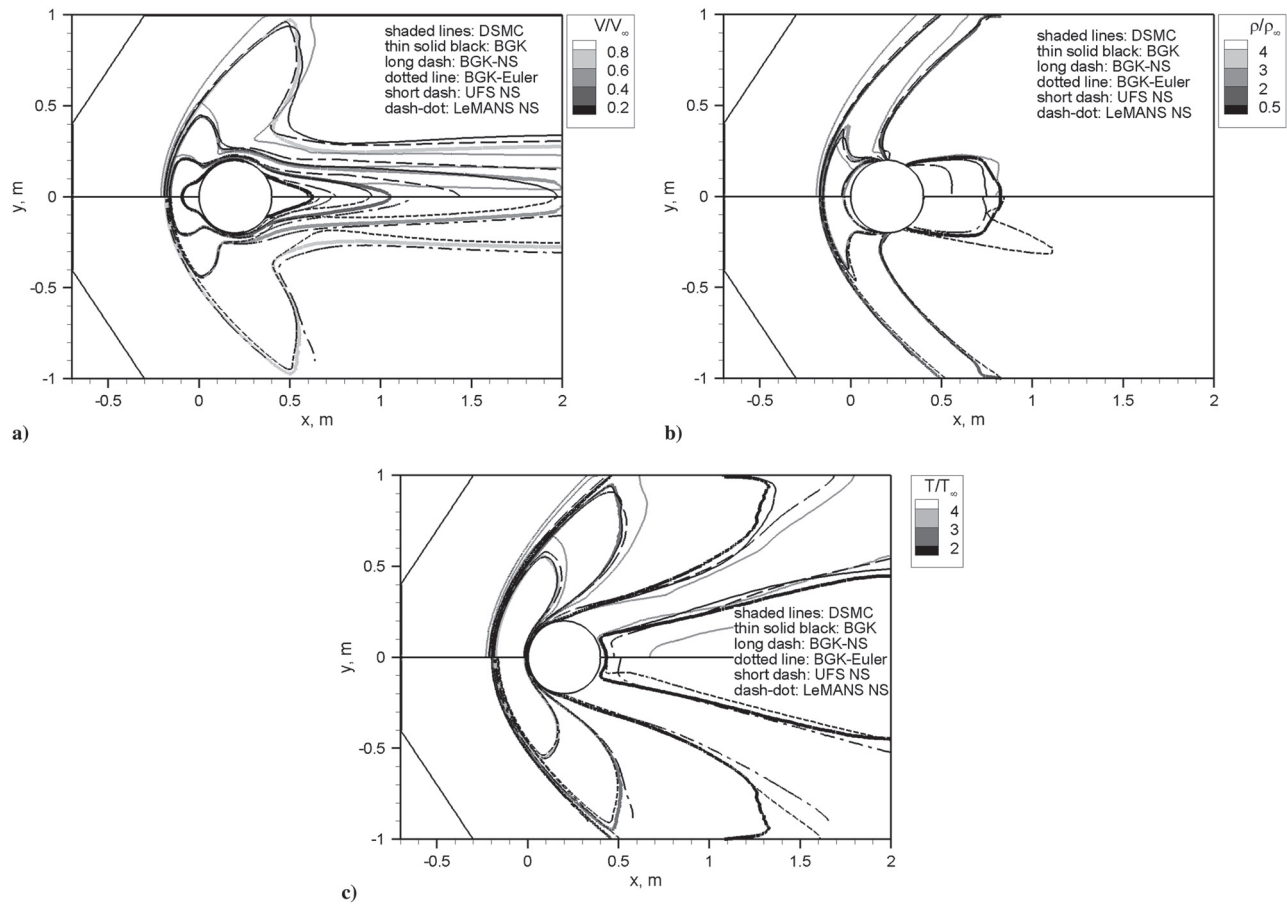 1
0.5
0
-0.5
-1
y, m
-0.5 0 0.5 1 1.5 2
x, m
shaded lines: DSMC
thin solid black: BGK
long dash: BGK-NS
dotted line: BGK-Euler
short dash: UFS NS
dash-dot: LeMANS NS
V/V∞
0.8
0.6
0.4
0.2
a)
1
0.5
0
-0.5
-1
y, m
-0.5 0 0.5 1 1.5 2
x, m
shaded lines: DSMC
thin solid black: BGK
long dash: BGK-NS
dotted line: BGK-Euler
short dash: UFS NS
dash-dot: LeMANS NS
ρ/ρ∞
4
3
2
0.5
b)
1
0.5
0
-0.5
-1
y, m
-0.5 0 0.5 1 1.5 2
x, m
shaded lines: DSMC
thin solid black: BGK
long dash: BGK-NS
dotted line: BGK-Euler
short dash: UFS NS
dash-dot: LeMANS NS
T/T∞
4
3
2
c)